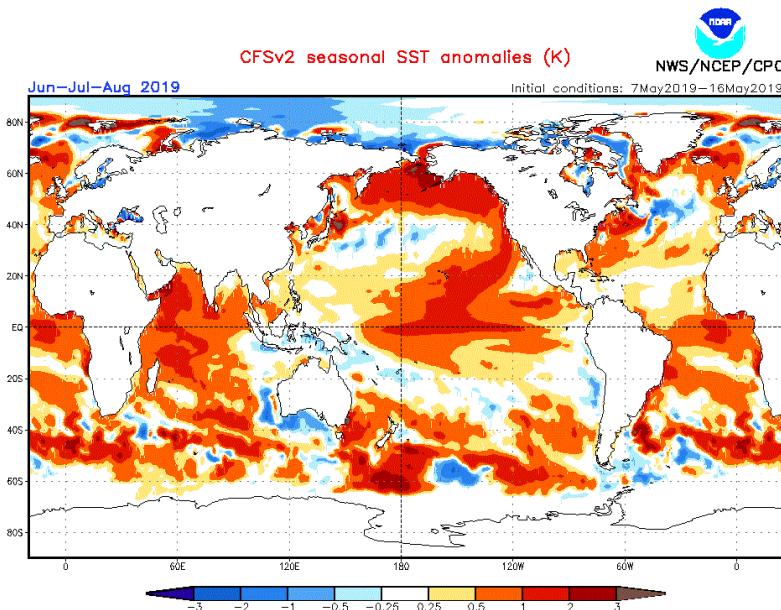 NOAA
CFSv2 seasonal SST anomalies (K)
NWS/NCEP/CPC
Jun-Jul-Aug 2019
Initial conditions: 7May2019-16May2019
80N
60N
40N
20N
EQ
20S
40S
60S
80S
0 60E 120E 180 120W 60W 0
-3 -2 -1 -0.5 -0.25 0.25 0.5 1 2 3